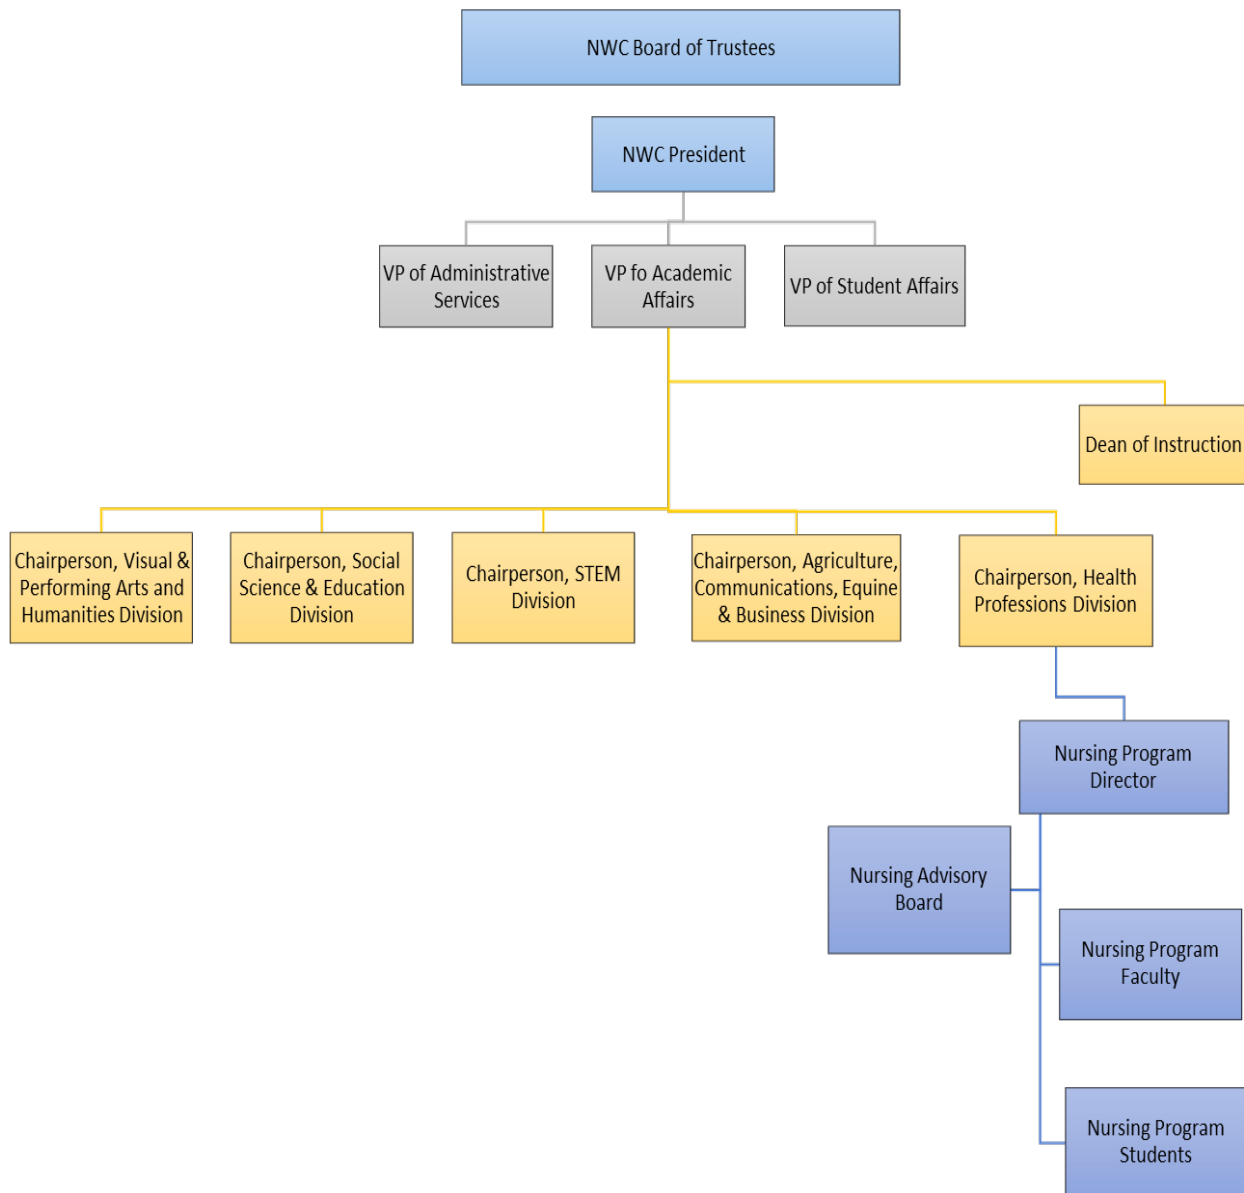 NWC Board of Trustees
NWC President
VP of Administrative
Services
VP fo Academic
Affairs
VP of Student Affairs
Dean of Instruction
Chairperson, Visual &
Performing Arts and
Humanities Division
Chairperson, Social
Science & Education
Division
Chairperson, STEM
Division
Chairperson, Agriculture,
Communications, Equine
& Business Division
Chairperson, Health
Professions Division
Nursing Program
Director
Nursing Advisory
Board
Nursing Program
Faculty
Nursing Program
Students